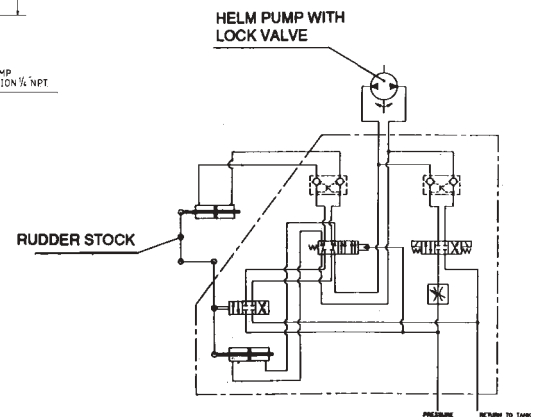 HELM PUMP WITH
LOCK VALVE
MP
ION ¼" NPT.
RUDDER STOCK
K
K
PRESSURE
RETURN TO TANK